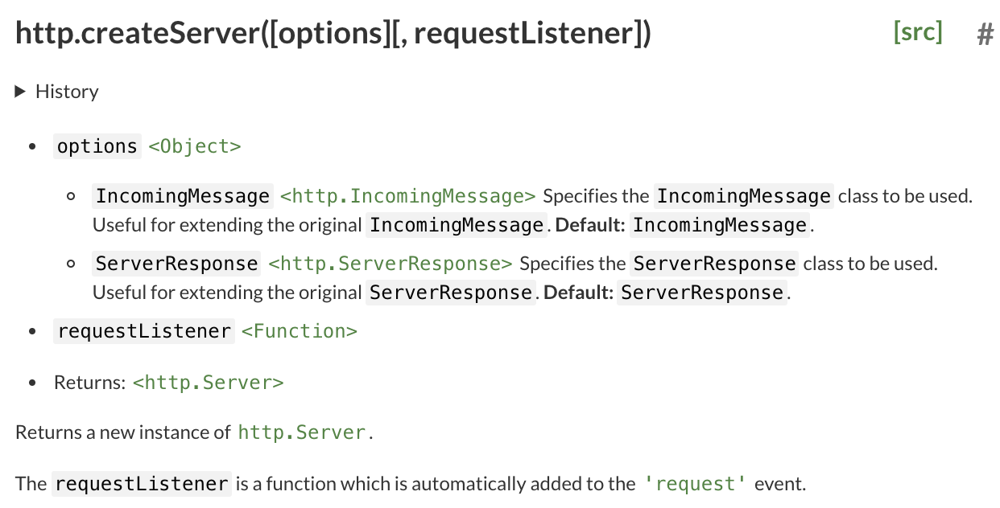 http.createServer([options][, requestListener]) [src] #
▶ History
• options <Object>
◦ IncomingMessage <http.IncomingMessage> Specifies the IncomingMessage class to be used.
Useful for extending the original IncomingMessage. Default: IncomingMessage.
◦ ServerResponse <http.ServerResponse> Specifies the ServerResponse class to be used.
Useful for extending the original ServerResponse. Default: ServerResponse.
• requestListener <Function>
• Returns: <http.Server>
Returns a new instance of http.Server.
The requestListener is a function which is automatically added to the 'request' event.